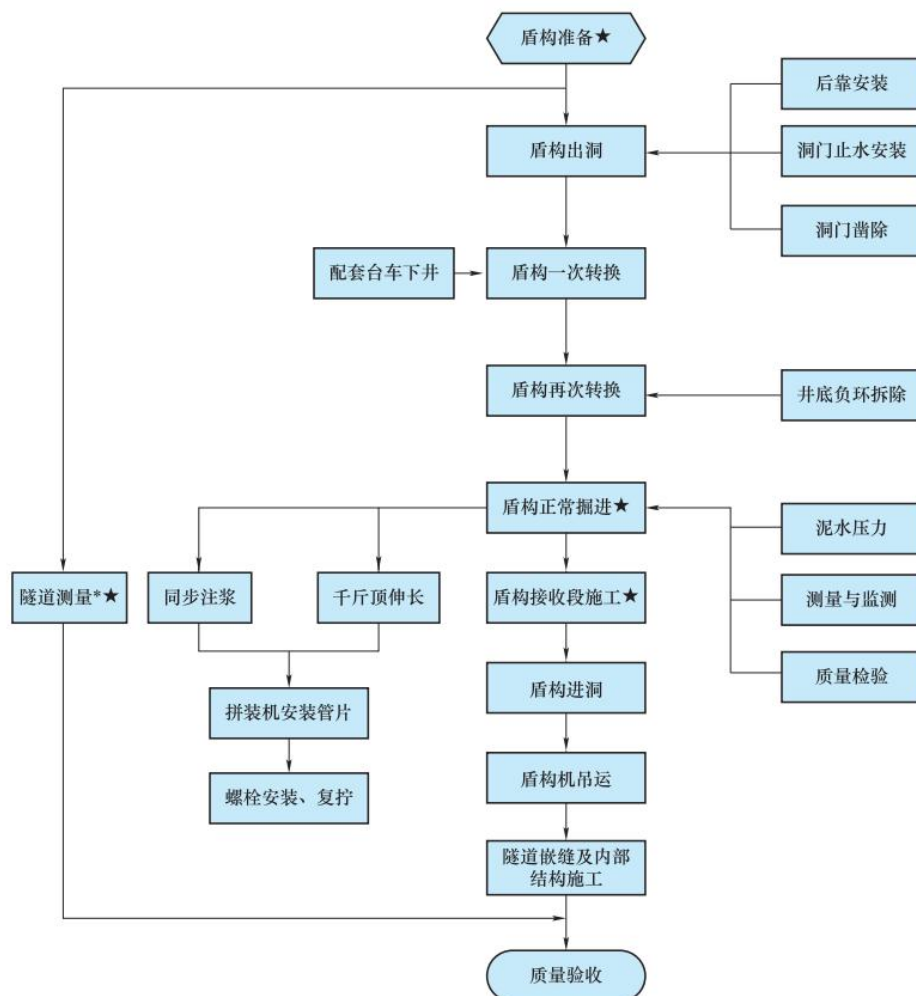 盾构准备★
后靠安装
盾构出洞
洞门止水安装
洞门凿除
配套台车下井
盾构一次转换
盾构再次转换
井底负环拆除
盾构正常掘进★
泥水压力
隧道测量*★
同步注浆
千斤顶伸长
盾构接收段施工★
测量与监测
质量检验
盾构进洞
拼装机安装管片
盾构机吊运
螺栓安装、复拧
隧道嵌缝及内部
结构施工
质量验收